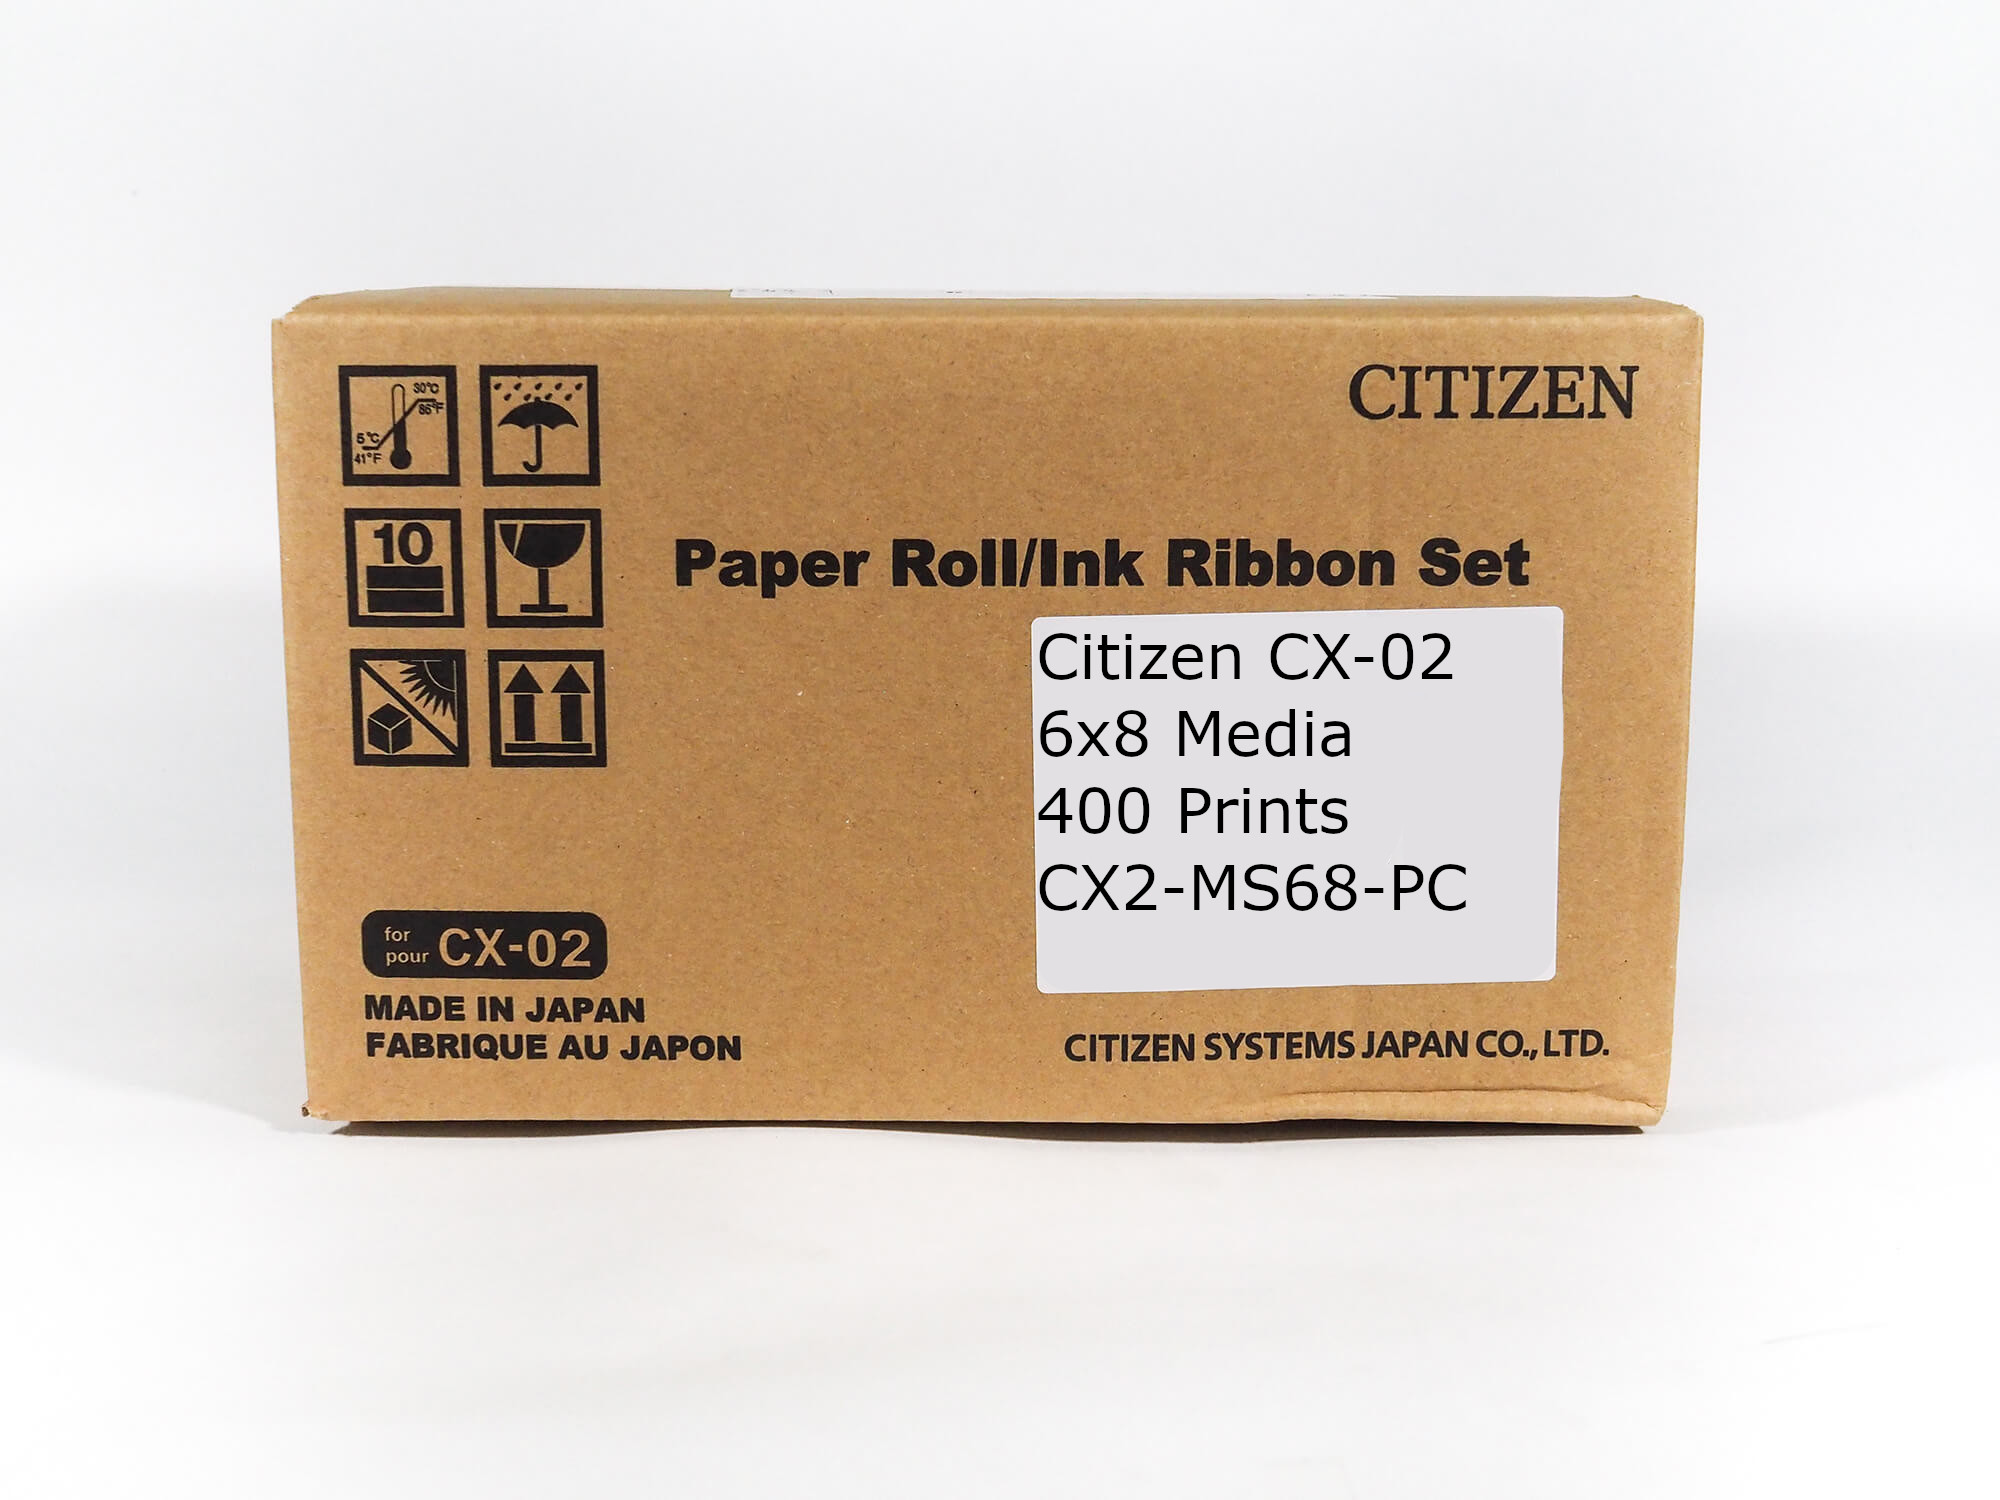 30°C
86°F
5°C
41°F
CITIZEN
10
Paper Roll/Ink Ribbon Set
Citizen CX-02
6x8 Media
400 Prints
CX2-MS68-PC
for
pour CX-02
MADE IN JAPAN
FABRIQUE AU JAPON
CITIZEN SYSTEMS JAPAN CO., LTD.